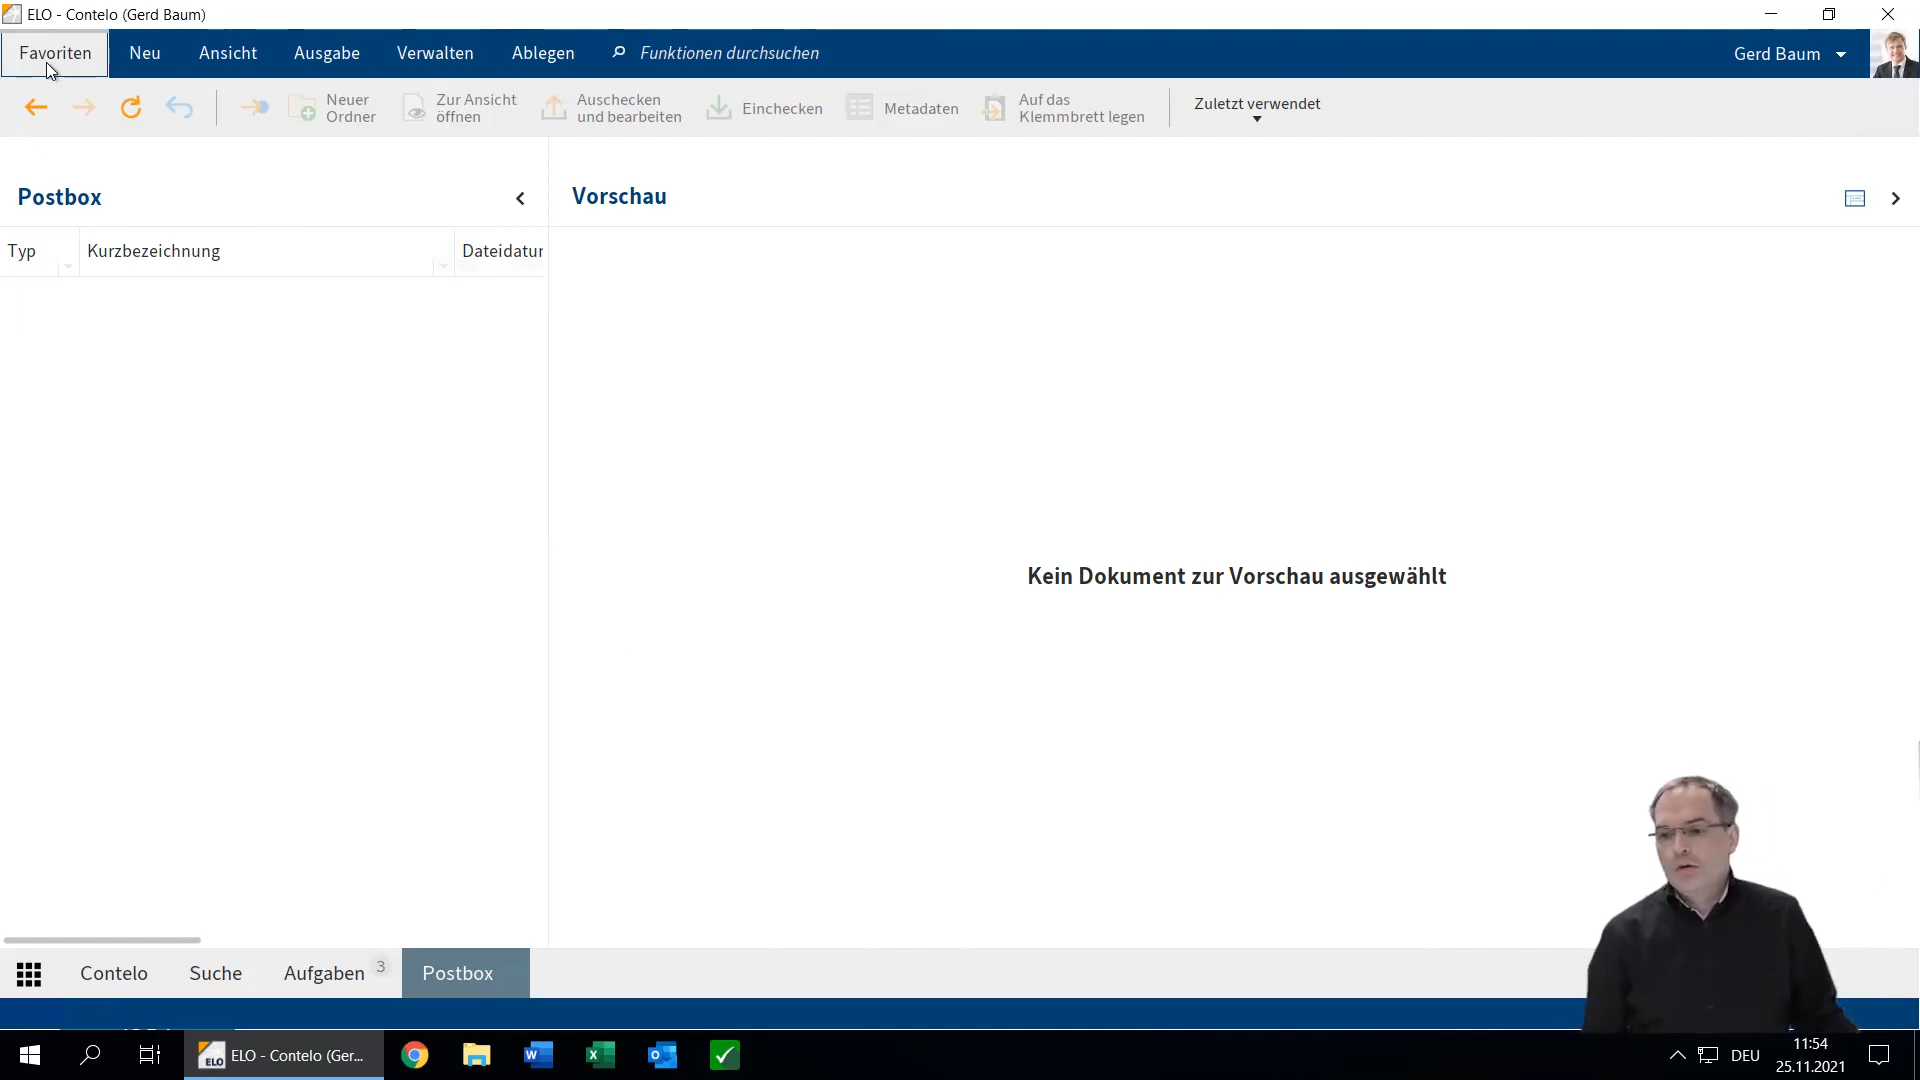 ELO - Contelo (Gerd Baum)
Favoriten
Neu
Ansicht
Ausgabe
Verwalten
Ablegen
Funktionen durchsuchen
Gerd Baum
Neuer
Ordner
Zur Ansicht
öffnen
Auschecken
und bearbeiten
Einchecken
Metadaten
Auf das
Klemmbrett legen
Zuletzt verwendet
Postbox
Vorschau
Typ
Kurzbezeichnung
Dateidatur
Kein Dokument zur Vorschau ausgewählt
Contelo
Suche
Aufgaben 3
Postbox
ELO
ELO - Contelo (Ger...
DEU
11:54
25.11.2021